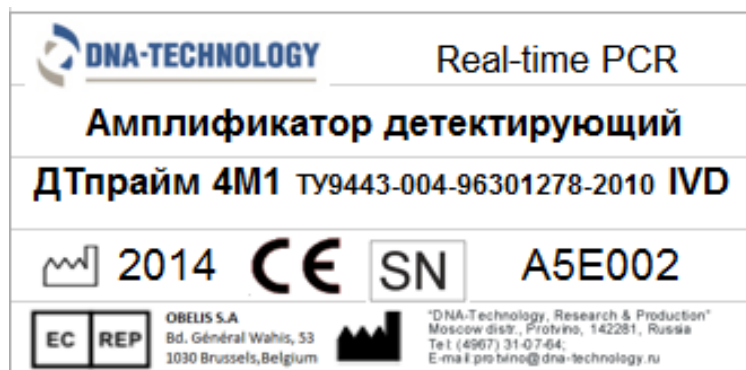 DNA-TECHNOLOGY Real-time PCR
Амплификатор детектирующий
ДТпрайм 4М1 ТУ9443-004-96301278-2010 IVD
2014 CE SN A5E002
EC REP
OBELIS S.A
Bd. Général Wahis, 53
1030 Brussels,Belgium
"DNA-Technology, Research & Production"
Moscow distr., Protvino, 142281, Russia
Tel: (4967) 31-07-64;
E-mail:protvino@dna-technology.ru